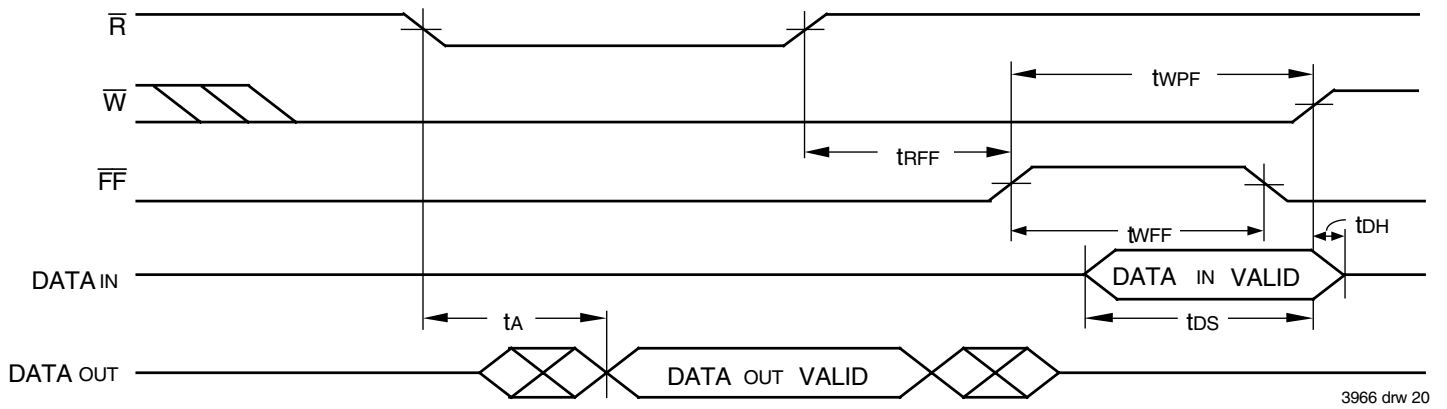 R̅
W̅
tWPF
tRFF
F̅F̅
tWFF
tDH
DATA IN
DATA IN VALID
tA
tDS
DATA OUT
DATA OUT VALID
3966 drw 20